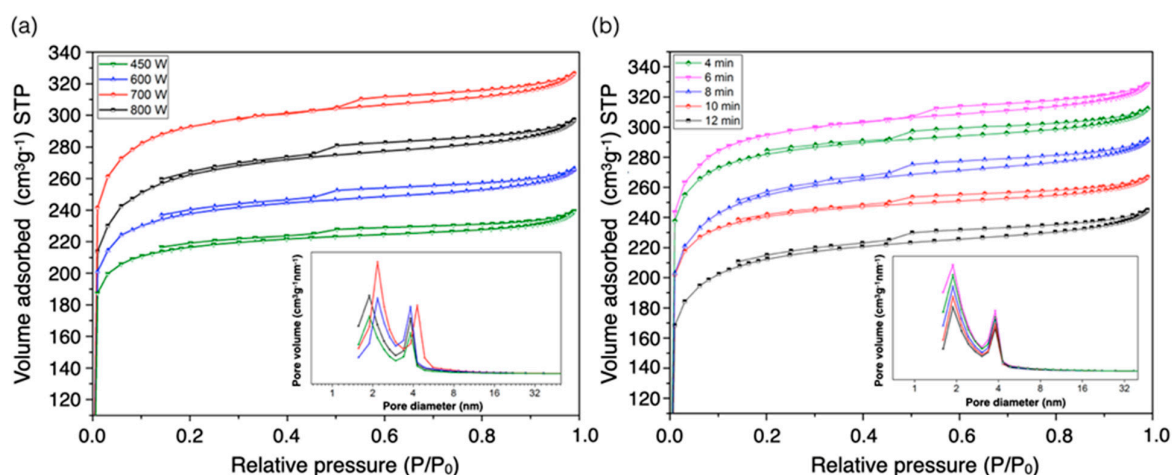 (a)
340
320
300
280
260
240
220
200
180
160
140
120
Volume adsorbed (cm³g⁻¹) STP
450 W
600 W
700 W
800 W
Pore volume (cm³g⁻¹nm⁻¹)
1 2 4 8 16 32
Pore diameter (nm)
0.0 0.2 0.4 0.6 0.8 1.0
Relative pressure (P/P₀)
(b)
340
320
300
280
260
240
220
200
180
160
140
120
Volume adsorbed (cm³g⁻¹) STP
4 min
6 min
8 min
10 min
12 min
Pore volume (cm³g⁻¹nm⁻¹)
1 2 4 8 16 32
Pore diameter (nm)
0.0 0.2 0.4 0.6 0.8 1.0
Relative pressure (P/P₀)